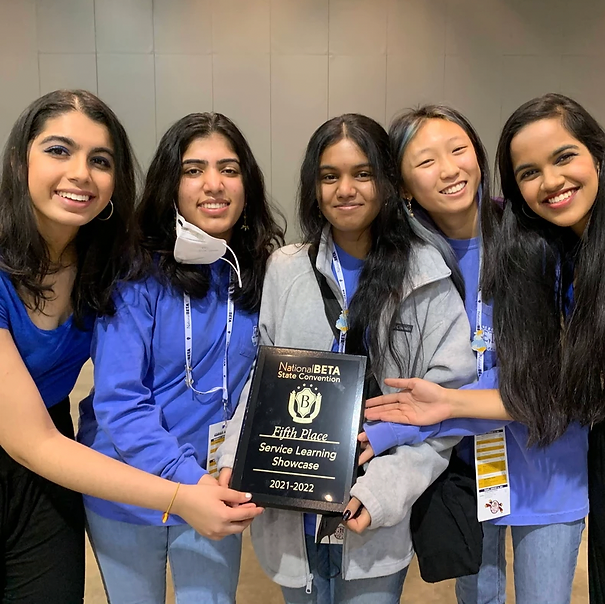 NationalBETA
State Convention
B
Fifth Place
Service Learning
Showcase
2021-2022